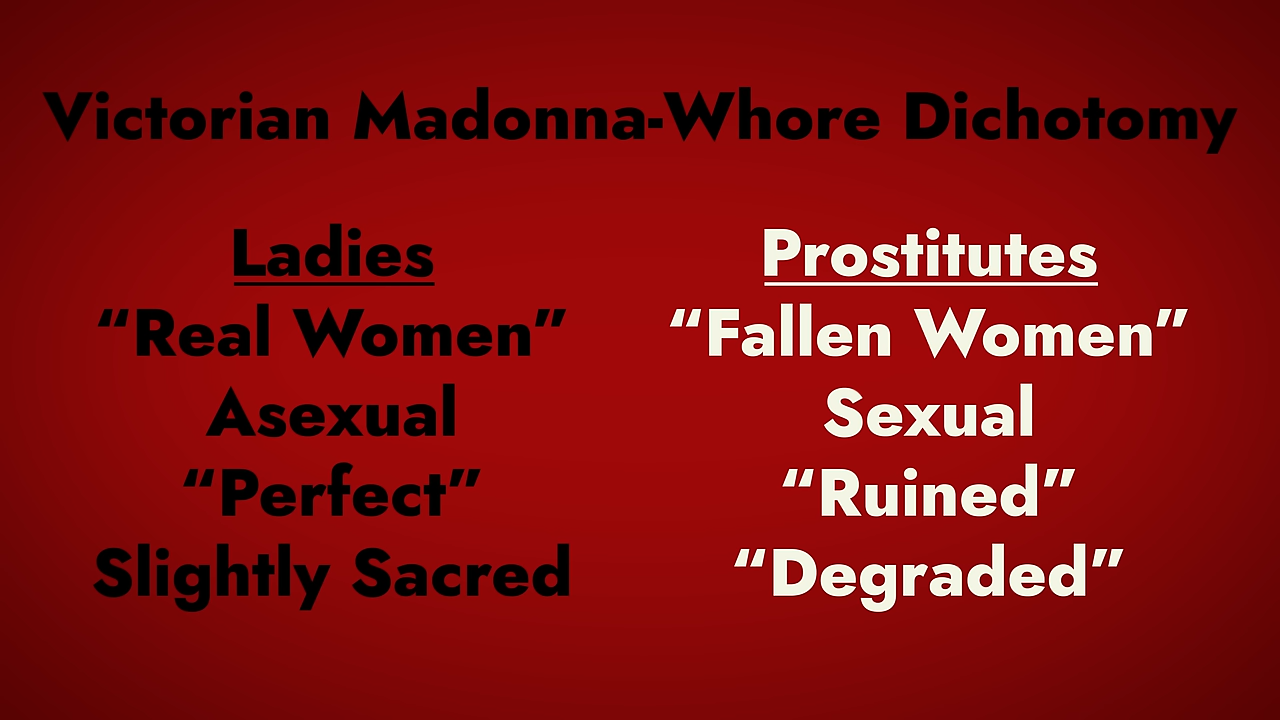 Victorian Madonna-Whore Dichotomy
Ladies
“Real Women”
Asexual
“Perfect”
Slightly Sacred
Prostitutes
“Fallen Women”
Sexual
“Ruined”
“Degraded”